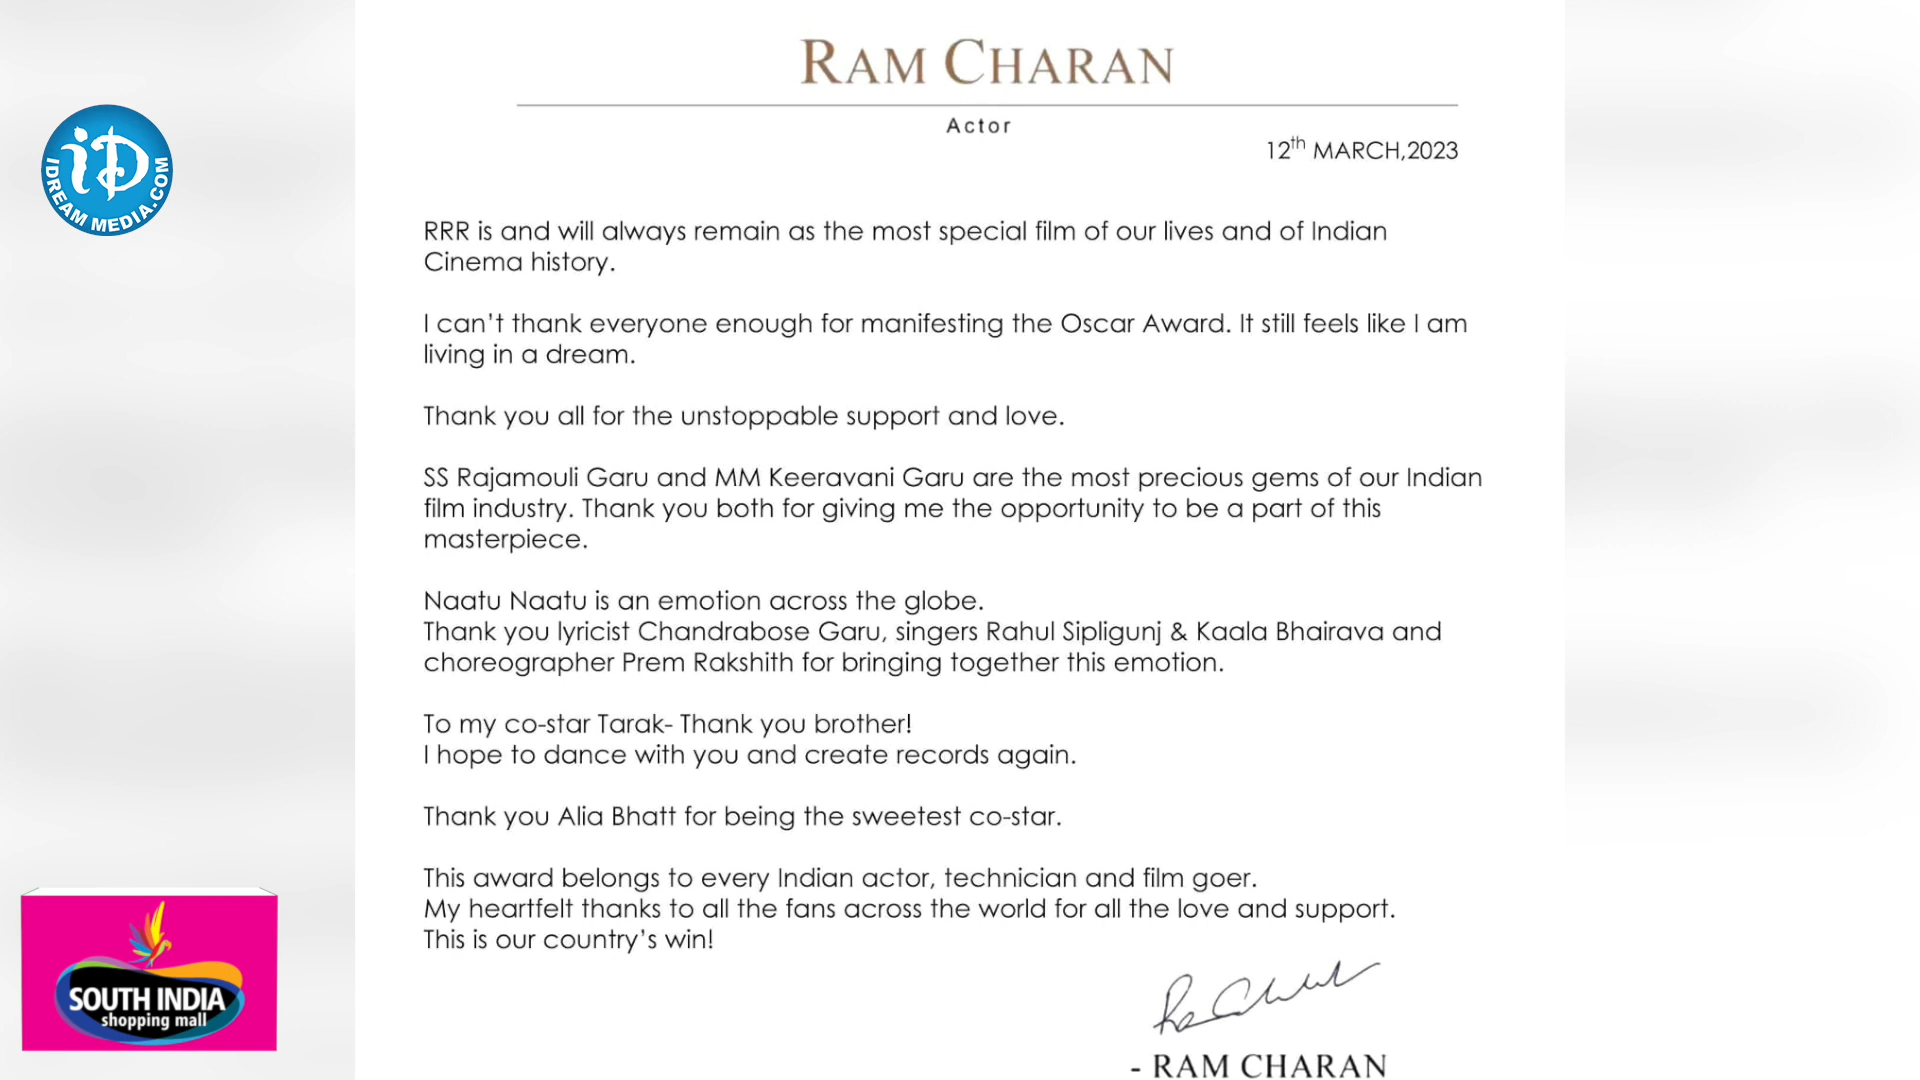 RAM CHARAN
Actor
12th MARCH,2023
iD
IDREAM MEDIA.COM
RRR is and will always remain as the most special film of our lives and of Indian
Cinema history.
I can’t thank everyone enough for manifesting the Oscar Award. It still feels like I am
living in a dream.
Thank you all for the unstoppable support and love.
SS Rajamouli Garu and MM Keeravani Garu are the most precious gems of our Indian
film industry. Thank you both for giving me the opportunity to be a part of this
masterpiece.
Naatu Naatu is an emotion across the globe.
Thank you lyricist Chandrabose Garu, singers Rahul Sipligunj & Kaala Bhairava and
choreographer Prem Rakshith for bringing together this emotion.
To my co-star Tarak- Thank you brother!
I hope to dance with you and create records again.
Thank you Alia Bhatt for being the sweetest co-star.
This award belongs to every Indian actor, technician and film goer.
My heartfelt thanks to all the fans across the world for all the love and support.
This is our country’s win!
- RAM CHARAN
SOUTH INDIA
shopping mall